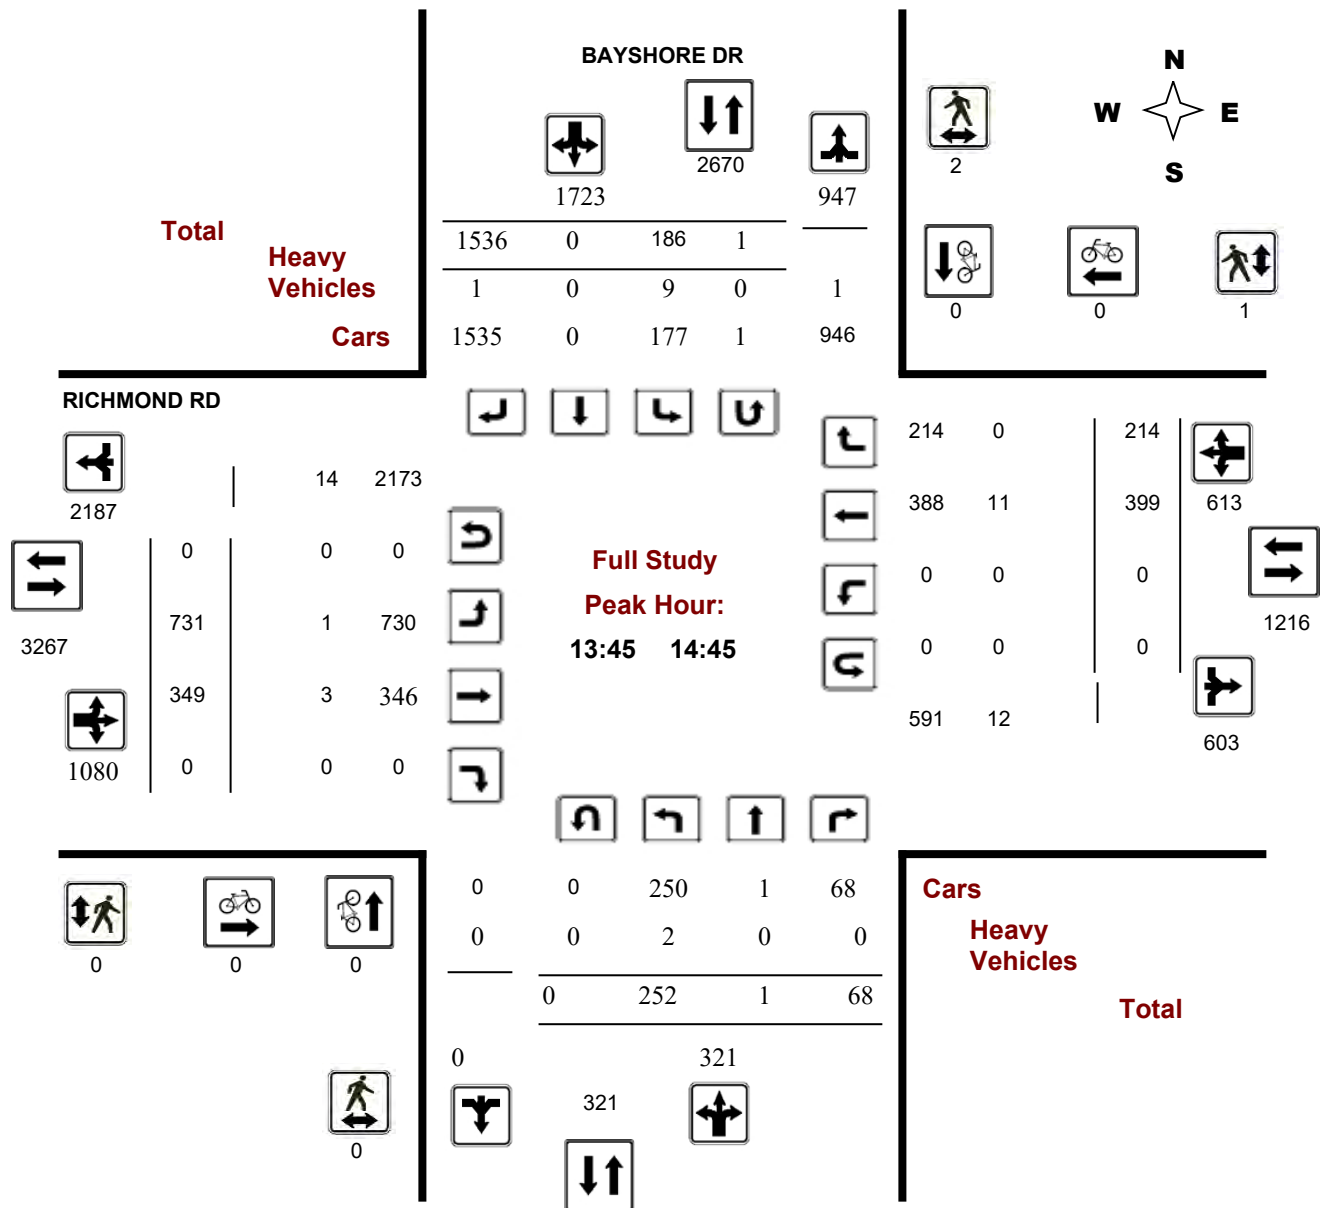 BAYSHORE DR
N
W E
S
2670
2
1723
947
Total
1536 0 186 1
Heavy
Vehicles
1 0 9 0 1
0 0 1
Cars
1535 0 177 1 946
RICHMOND RD
214 0 214
14 2173
2187
388 11 399 613
0 0 0
Full Study
0 0 0
Peak Hour:
731 1 730
1216
3267
13:45 14:45
0 0 0
349 3 346
591 12
603
1080 0 0 0
0 0 250 1 68
Cars
0 0 2 0 0
Heavy
Vehicles
0 0 0
0 252 1 68
Total
0 321
321
0